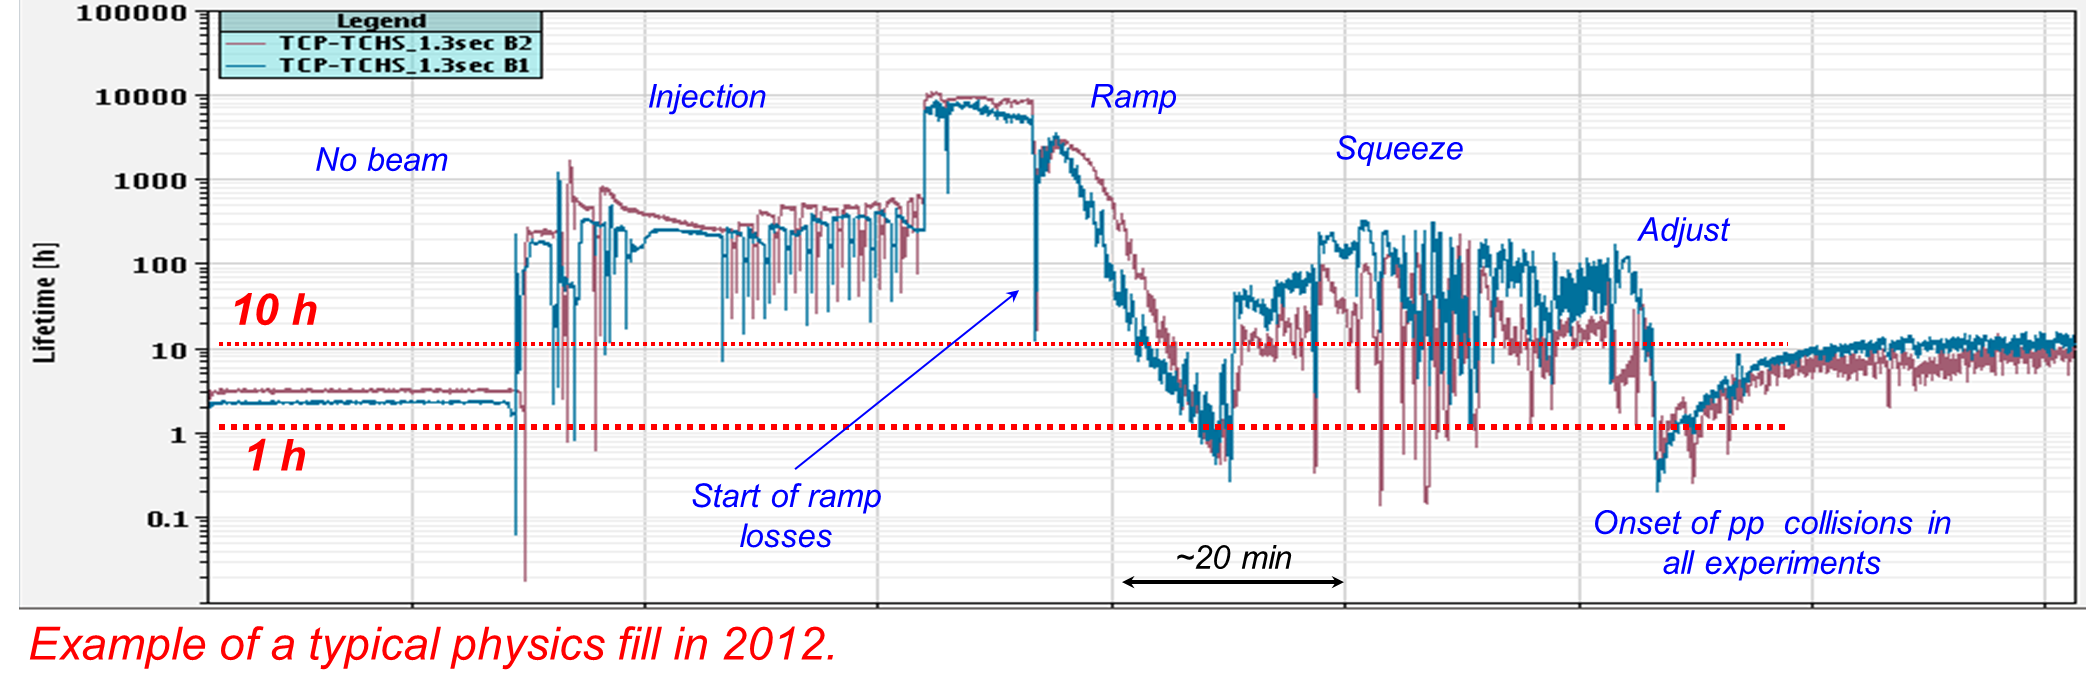 100000
10000
1000
100
10
1
0.1
Lifetime [h]
Legend
TCP-TCHS_1.3sec B2
TCP-TCHS_1.3sec B1
No beam
Injection
Ramp
Squeeze
Adjust
10 h
1 h
Start of ramp
losses
~20 min
Onset of pp collisions in
all experiments
Example of a typical physics fill in 2012.